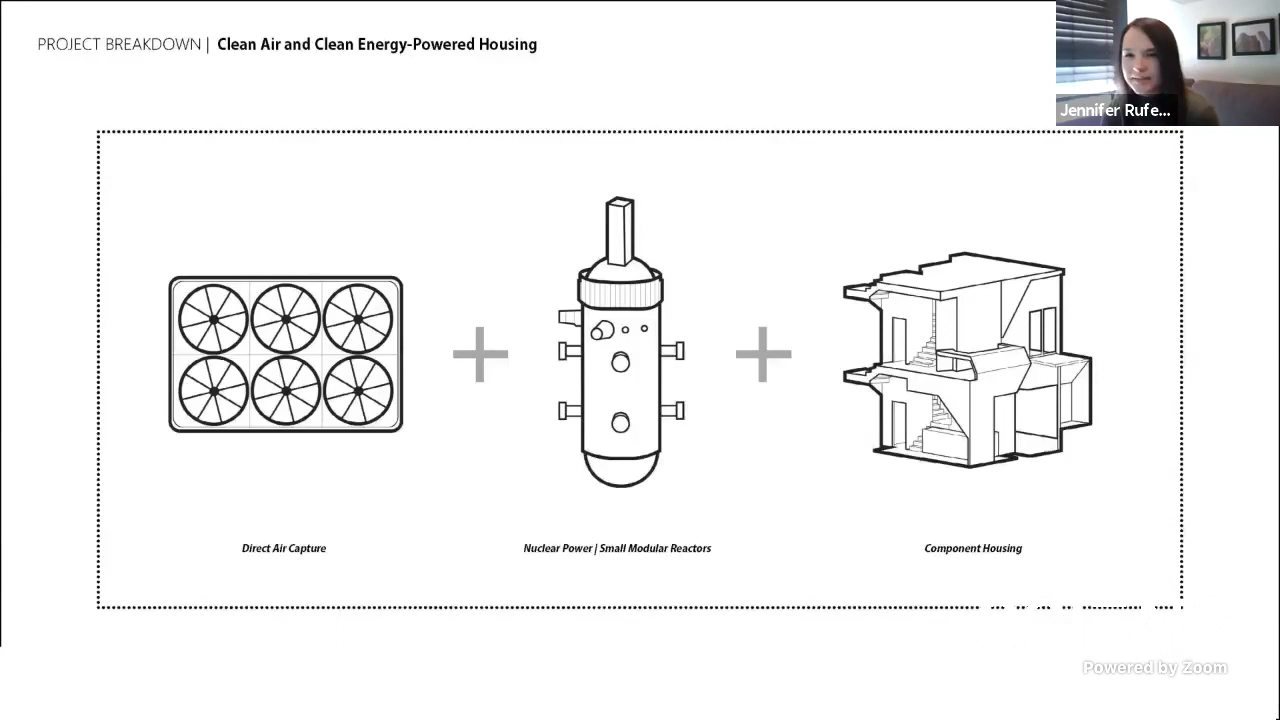 PROJECT BREAKDOWN | Clean Air and Clean Energy-Powered Housing
Jennifer Rufe...
Direct Air Capture
Nuclear Power | Small Modular Reactors
Component Housing
Powered by Zoom